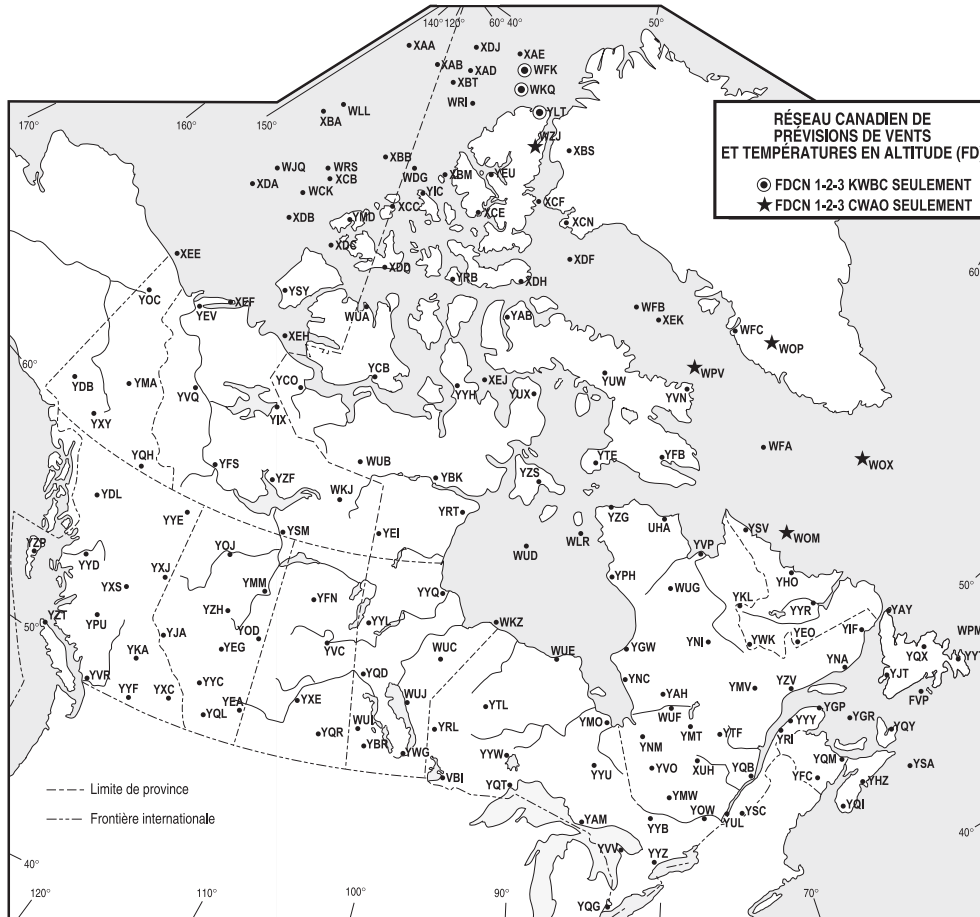 140° 120° 60° 40° 50°
XAA XDJ XAE
XAB XAD WFK
XBT WKQ
170° 160° 150° WLL XBA WRI YLT
RÉSEAU CANADIEN DE
PRÉVISIONS DE VENTS
ET TEMPÉRATURES EN ALTITUDE (FD
FDCN 1-2-3 KWBC SEULEMENT
FDCN 1-2-3 CWAO SEULEMENT
WZJ XBS
WJQ WRS XBB WDG XBM YEU
XDA XCB WCK YIC
XDB YMD XCC XCE XCF XCN
XEE XDC XDD YRB XDH XDF 60°
YOC YEV XEF YSY WUA YAB WFB XEK
XEH WFC WOP
60° YDB YMA YVQ YCO YCB YYH XEJ YUX YUW WPV YVN
YXY YIX
YQH YFS YZF WUB YBK YZS YTE YFB WFA WOX
YDL YYE WKJ YRT YZG UHA YSV
YZP YYD YOJ YSM YEI WUD WLR YVP WOM
YXS YXJ YMM YFN YYQ YPH WUG YHO 50°
YZT YPU YZH YOD YYL WKZ YKL YYR YAY
50° YKA YJA YEG YVC WUC WUE YGW YNI YWK YEO YIF YQX WPM
YVR YYF YXC YYC YEA YXE YQD WUJ YNC YAH YMV YZV YNA YJT YYT
YQL YQR WUI YBR YWG YRL YTL YMO WUF YMT YTF YGP YGR FVP
YNM YYY YRI YQY
YYW YYU YVO XUH YQB YQM YSA
VBI YQT YMW YFC YHZ
Limite de province
Frontière internationale
YAM YYB YOW YUL YSC YQI
YVV YYZ 40°
40° YQG
120° 110° 100° 90° 80° 70°